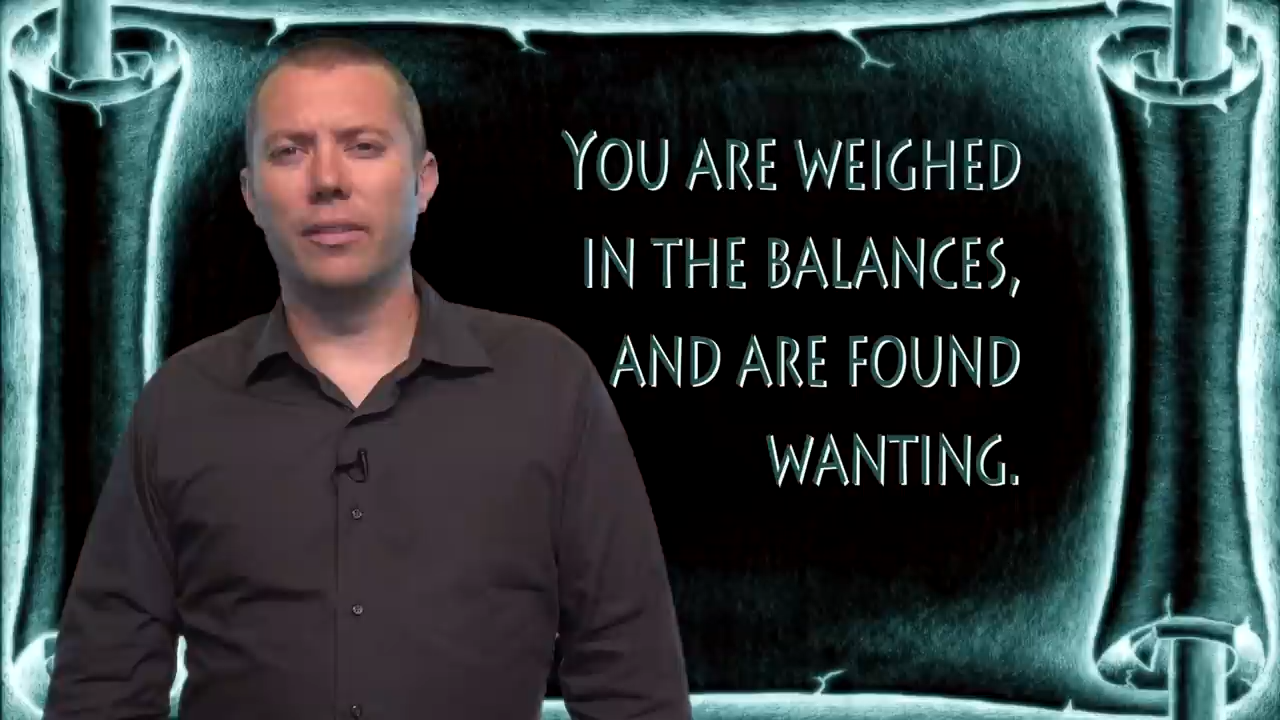 YOU ARE WEIGHED
IN THE BALANCES,
AND ARE FOUND
WANTING.